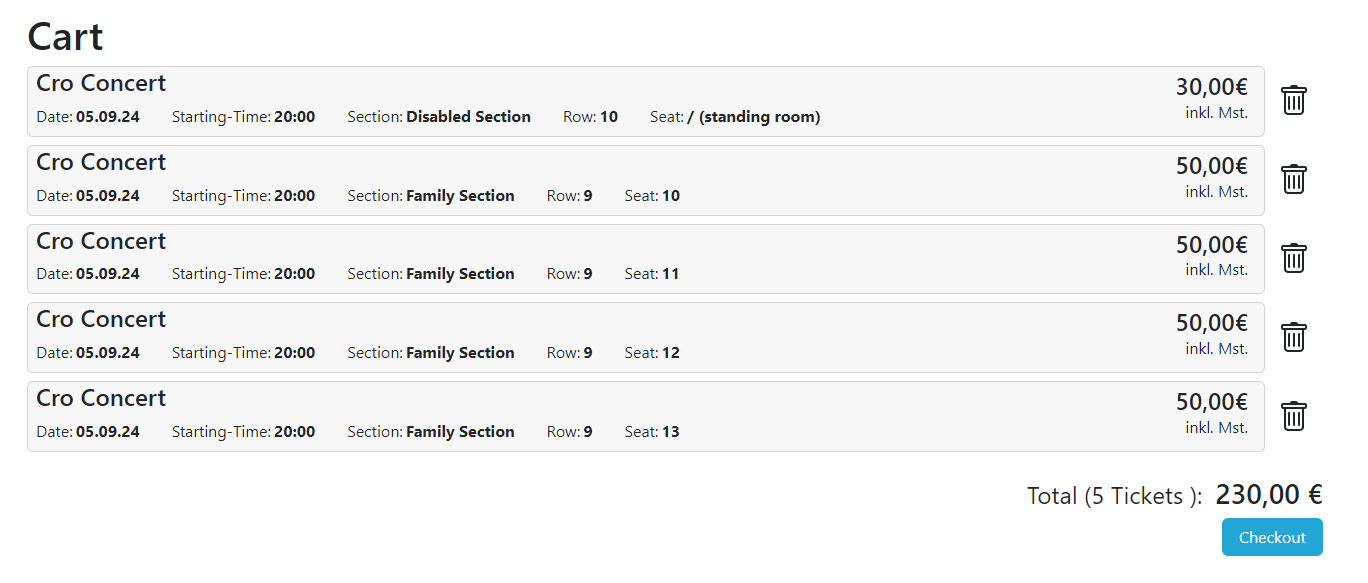 Cart
Cro Concert
30,00€
Date: 05.09.24 Starting-Time: 20:00 Section: Disabled Section Row: 10 Seat: / (standing room)
inkl. Mst.
Cro Concert
50,00€
Date: 05.09.24 Starting-Time: 20:00 Section: Family Section Row: 9 Seat: 10
inkl. Mst.
Cro Concert
50,00€
Date: 05.09.24 Starting-Time: 20:00 Section: Family Section Row: 9 Seat: 11
inkl. Mst.
Cro Concert
50,00€
Date: 05.09.24 Starting-Time: 20:00 Section: Family Section Row: 9 Seat: 12
inkl. Mst.
Cro Concert
50,00€
Date: 05.09.24 Starting-Time: 20:00 Section: Family Section Row: 9 Seat: 13
inkl. Mst.
Total (5 Tickets ): 230,00 €
Checkout